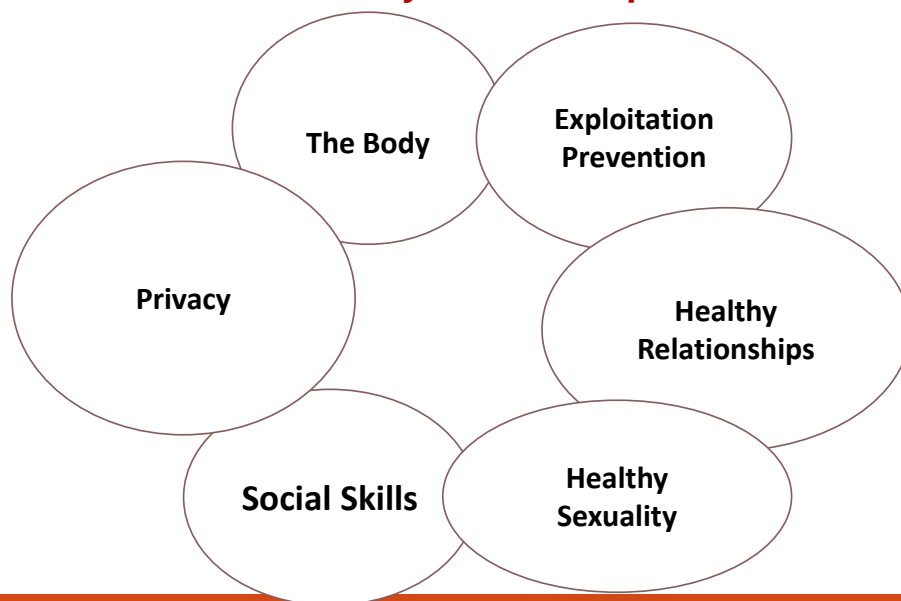 The Body
Exploitation
Prevention
Privacy
Healthy
Relationships
Social Skills
Healthy
Sexuality